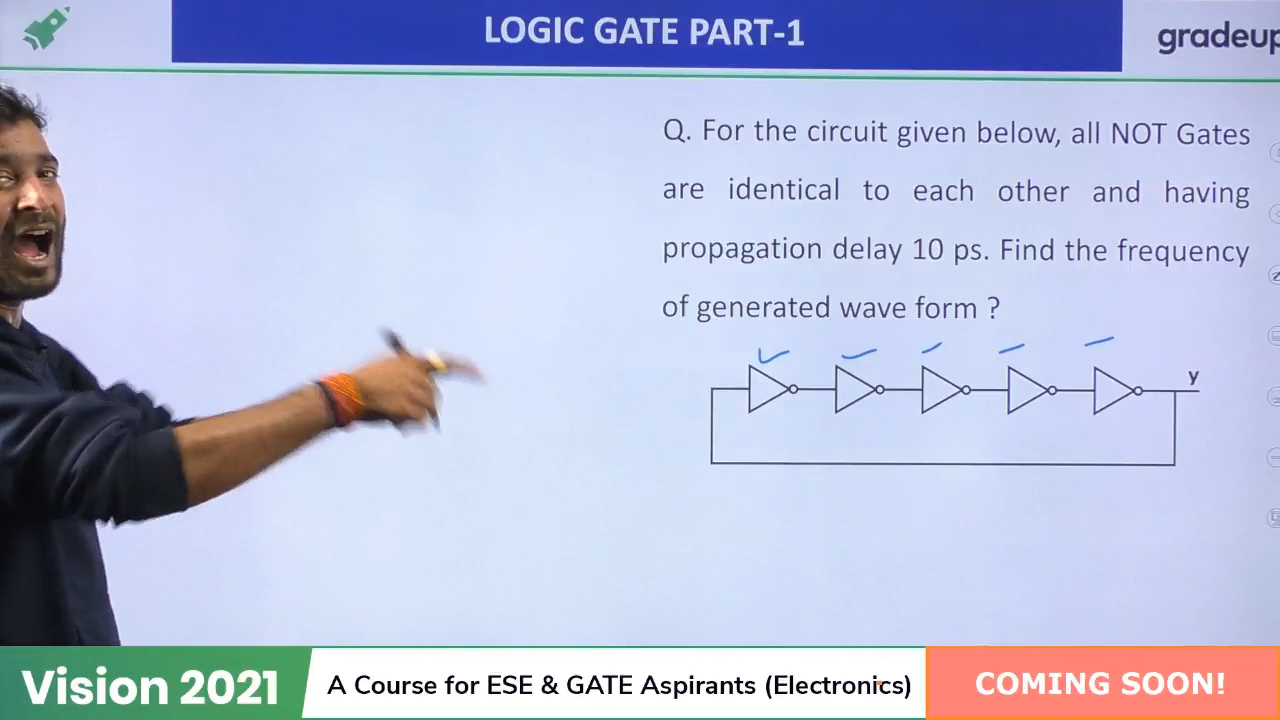 LOGIC GATE PART-1
gradeup
Q. For the circuit given below, all NOT Gates
are identical to each other and having
propagation delay 10 ps. Find the frequency
of generated wave form ?
y
Vision 2021
A Course for ESE & GATE Aspirants (Electronics)
COMING SOON!